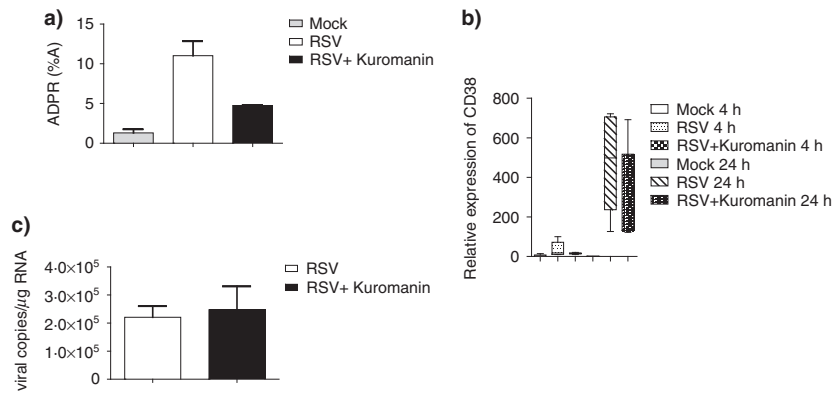 a)
ADPR (%A)
15
10
5
0
Mock
RSV
RSV+ Kuromanin
b)
Relative expression of CD38
800
600
400
200
0
Mock 4 h
RSV 4 h
RSV+Kuromanin 4 h
Mock 24 h
RSV 24 h
RSV+Kuromanin 24 h
c)
viral copies/µg RNA
4·0×10⁵
3·0×10⁵
2·0×10⁵
1·0×10⁵
0
RSV
RSV+ Kuromanin